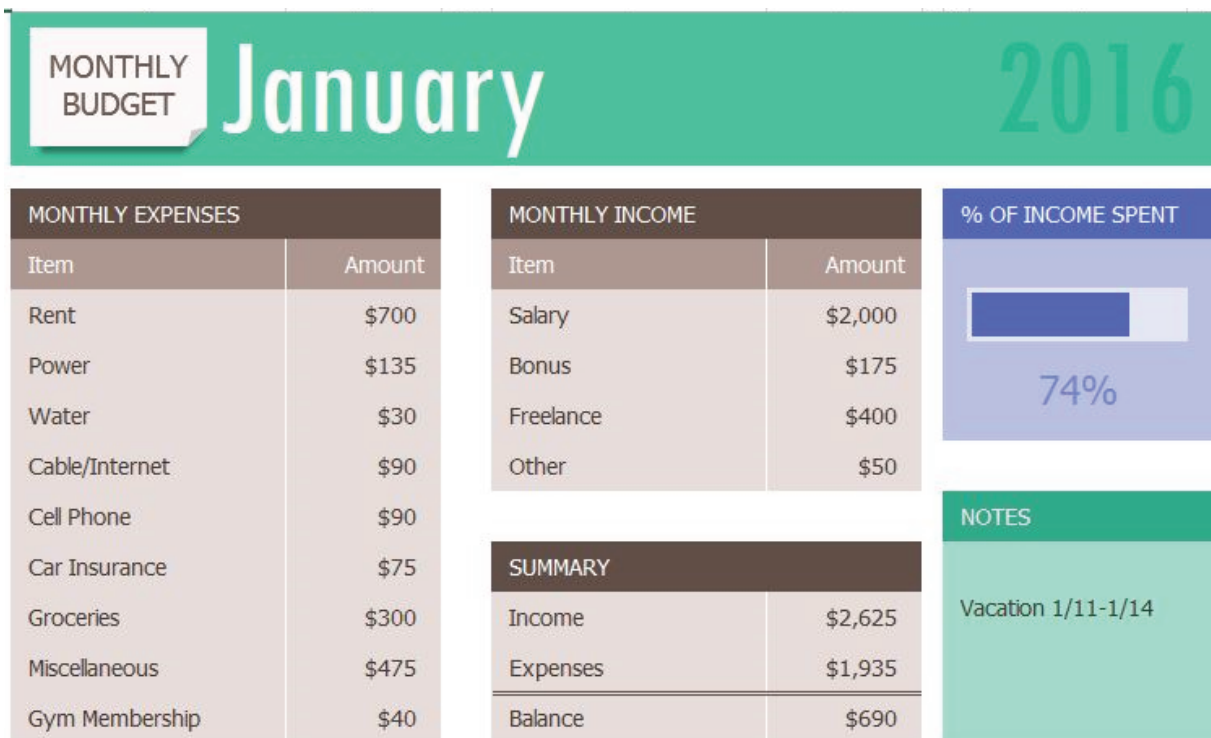 MONTHLY
BUDGET
January
2016
MONTHLY EXPENSES
Item Amount
Rent $700
Power $135
Water $30
Cable/Internet $90
Cell Phone $90
Car Insurance $75
Groceries $300
Miscellaneous $475
Gym Membership $40
MONTHLY INCOME
Item Amount
Salary $2,000
Bonus $175
Freelance $400
Other $50
SUMMARY
Income $2,625
Expenses $1,935
Balance $690
% OF INCOME SPENT
74%
NOTES
Vacation 1/11-1/14